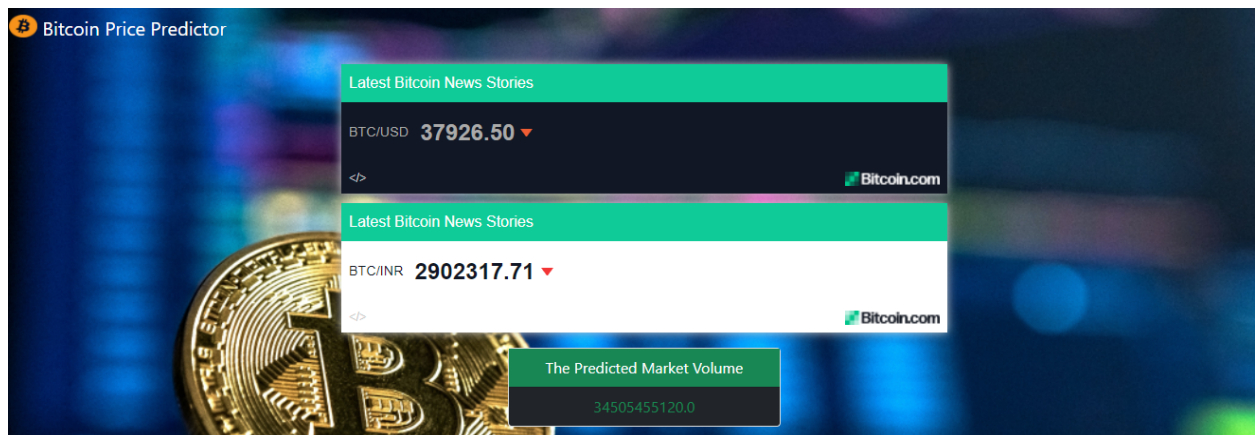 Bitcoin Price Predictor
Latest Bitcoin News Stories
BTC/USD 37926.50
</> Bitcoin.com
Latest Bitcoin News Stories
BTC/INR 2902317.71
</> Bitcoin.com
The Predicted Market Volume
34505455120.0